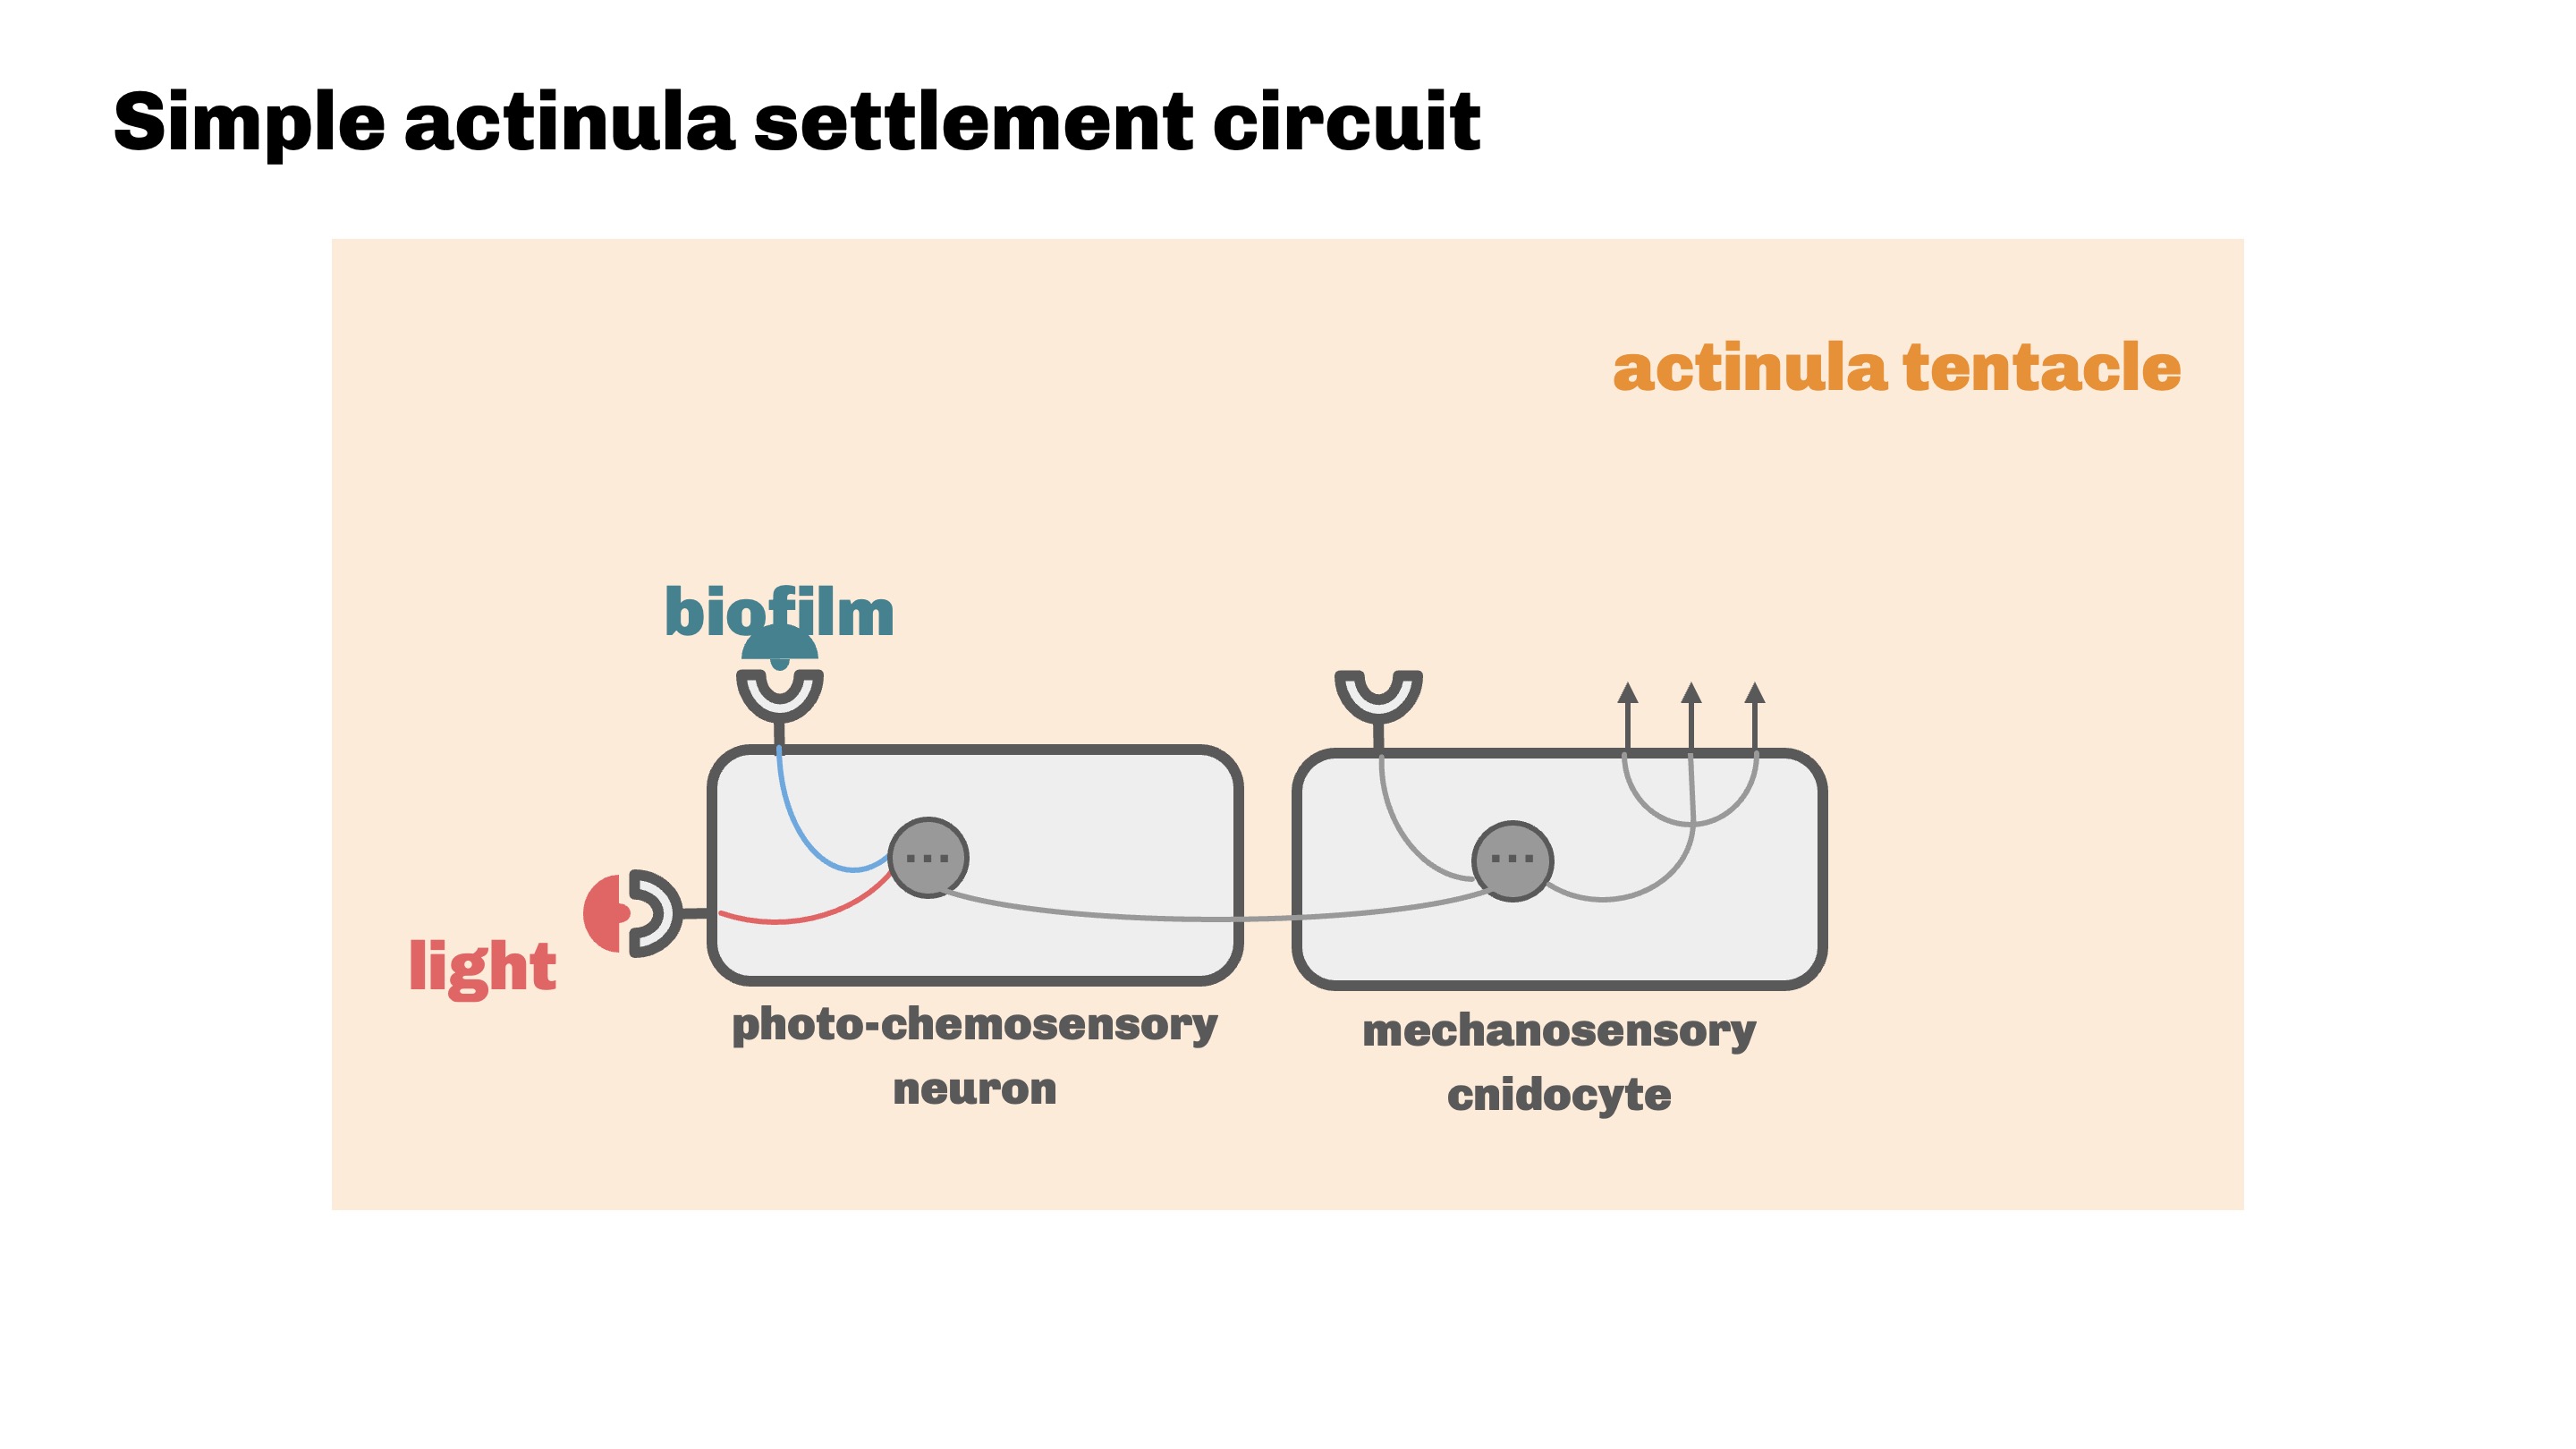 Simple actinula settlement circuit
actinula tentacle
biofilm
light
photo-chemosensory
neuron
mechanosensory
cnidocyte